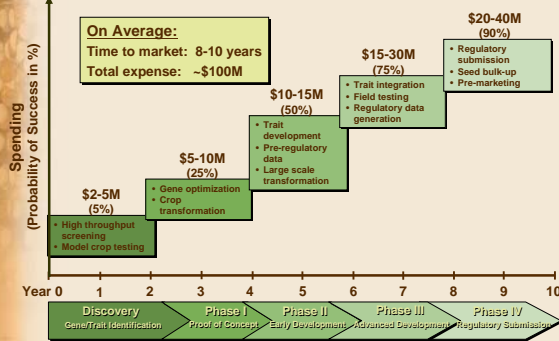 On Average:
Time to market:  8-10 years
Total expense:   ~$100M
Spending
(Probability of Success in %)
$2-5M
(5%)
• High throughput
screening
• Model crop testing
$5-10M
(25%)
• Gene optimization
• Crop
transformation
$10-15M
(50%)
• Trait
development
• Pre-regulatory
data
• Large scale
transformation
$15-30M
(75%)
• Trait integration
• Field testing
• Regulatory data
generation
$20-40M
(90%)
• Regulatory
submission
• Seed bulk-up
• Pre-marketing
Year 0 1 2 3 4 5 6 7 8 9 10
Discovery
Gene/Trait Identification
Phase I
Proof of Concept
Phase II
Early Development
Phase III
Advanced Development
Phase IV
Regulatory Submission